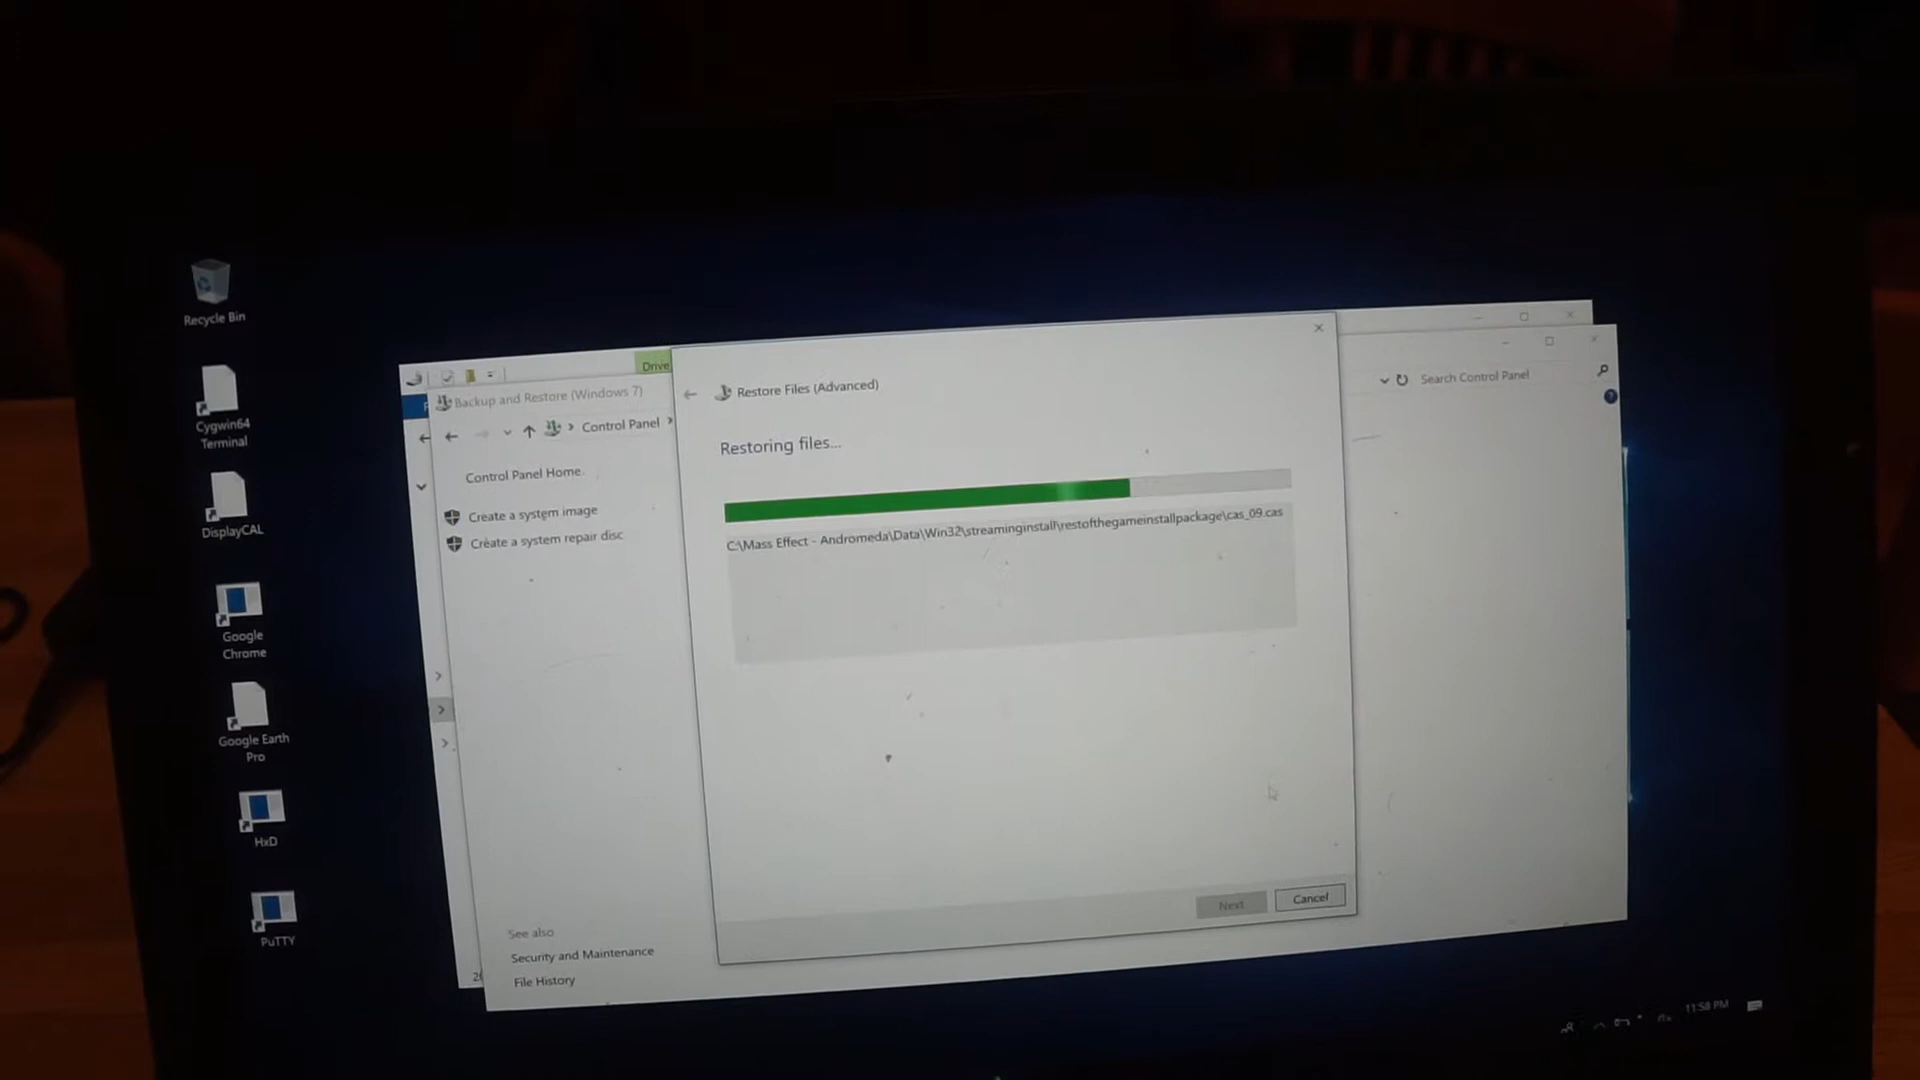 Recycle Bin
Cygwin64
Terminal
DisplayCAL
Google
Chrome
Google Earth
Pro
HxD
PuTTY
Drive
Backup and Restore (Windows 7)
Control Panel
Search Control Panel
Control Panel Home
Create a system image
Create a system repair disc
See also
Security and Maintenance
File History
Restore Files (Advanced)
Restoring files...
C:\Mass Effect - Andromeda\Data\Win32\streaminginstall\restofthegameinstallpackage\cas_09.cas
Next
Cancel
11:58 PM